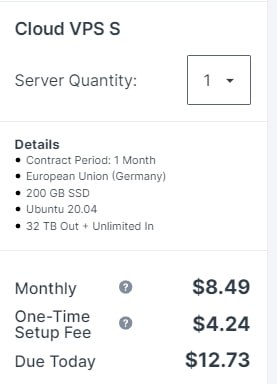 Cloud VPS S
Server Quantity: 1
Details
• Contract Period: 1 Month
• European Union (Germany)
• 200 GB SSD
• Ubuntu 20.04
• 32 TB Out + Unlimited In
Monthly ? $8.49
One-Time
Setup Fee ? $4.24
Due Today $12.73